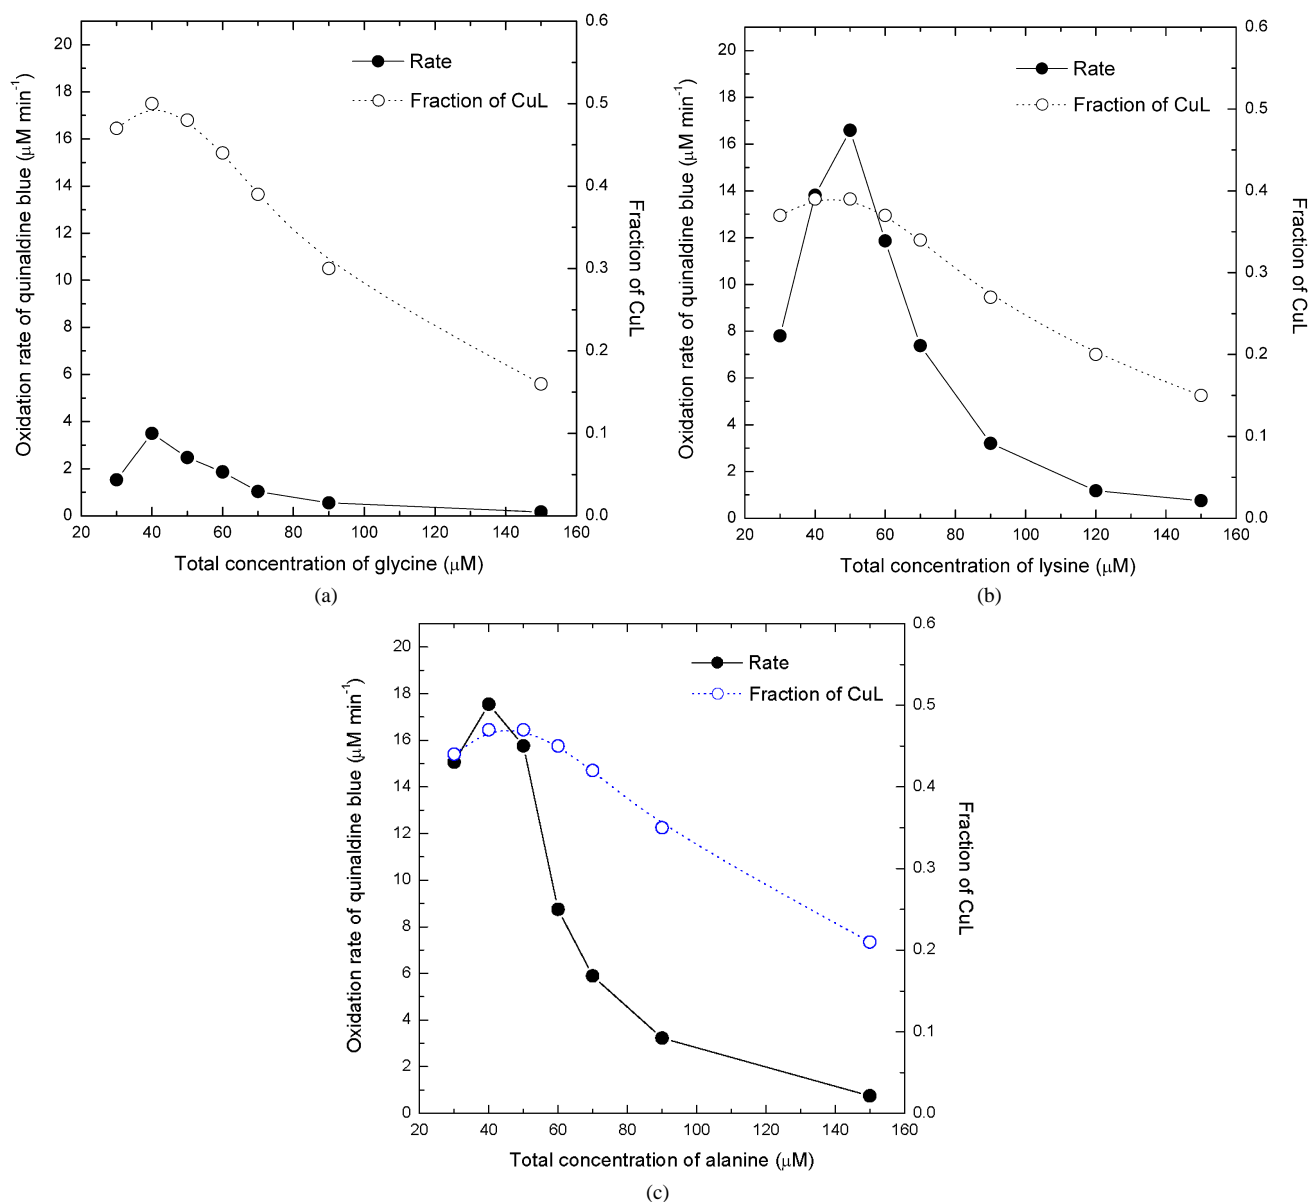 20
18
16
14
12
10
8
6
4
2
0
Oxidation rate of quinaldine blue (μM min-1)
Rate
Fraction of CuL
0.6
0.5
0.4
0.3
0.2
0.1
0.0
Fraction of CuL
20 40 60 80 100 120 140 160
Total concentration of glycine (μM)
(a)
20
18
16
14
12
10
8
6
4
2
0
Oxidation rate of quinaldine blue (μM min-1)
Rate
Fraction of CuL
0.6
0.5
0.4
0.3
0.2
0.1
0.0
Fraction of CuL
20 40 60 80 100 120 140 160
Total concentration of lysine (μM)
(b)
20
18
16
14
12
10
8
6
4
2
0
Oxidation rate of quinaldine blue (μM min-1)
Rate
Fraction of CuL
0.6
0.5
0.4
0.3
0.2
0.1
0.0
Fraction of CuL
20 40 60 80 100 120 140 160
Total concentration of alanine (μM)
(c)